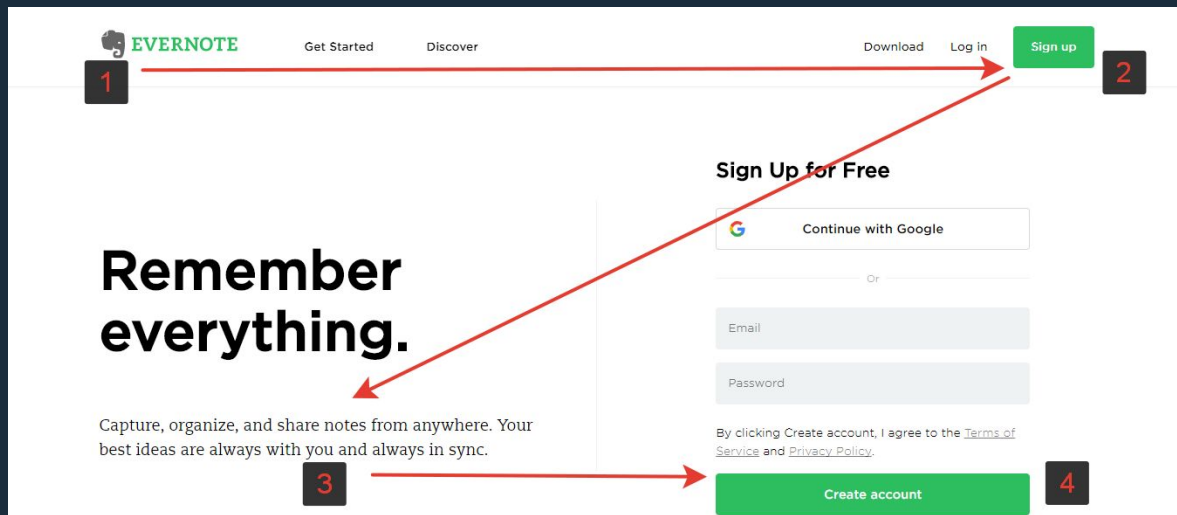 EVERNOTE Get Started Discover Download Log in Sign up
1
2
Sign Up for Free
Continue with Google
Or
Remember
everything.
Email
Password
Capture, organize, and share notes from anywhere. Your
best ideas are always with you and always in sync.
By clicking Create account, I agree to the Terms of
Service and Privacy Policy.
3
Create account
4